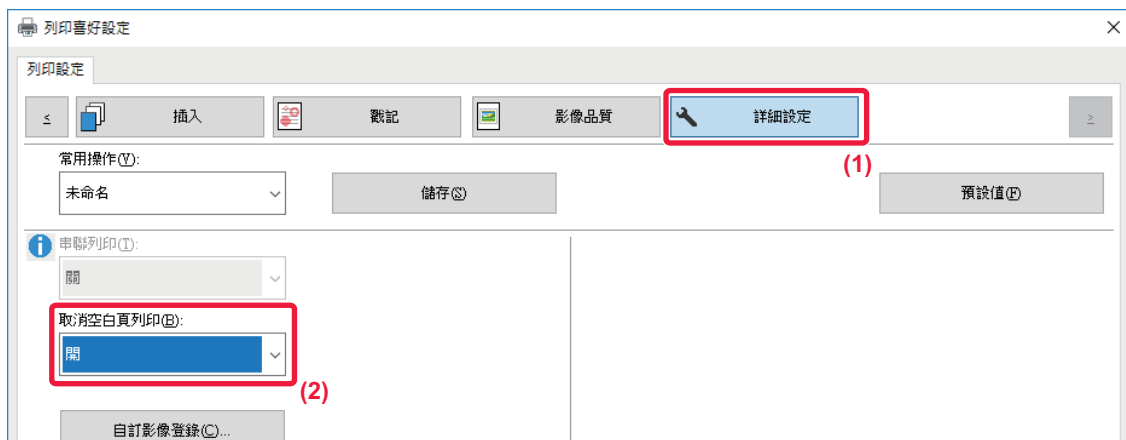 列印喜好設定
列印設定
≤ 插入 戳記 影像品質 詳細設定 ≥
(1)
常用操作(Y):
未命名 儲存(S) 預設值(F)
串聯列印(T):
關
取消空白頁列印(B):
開
(2)
自訂影像登錄(C)...